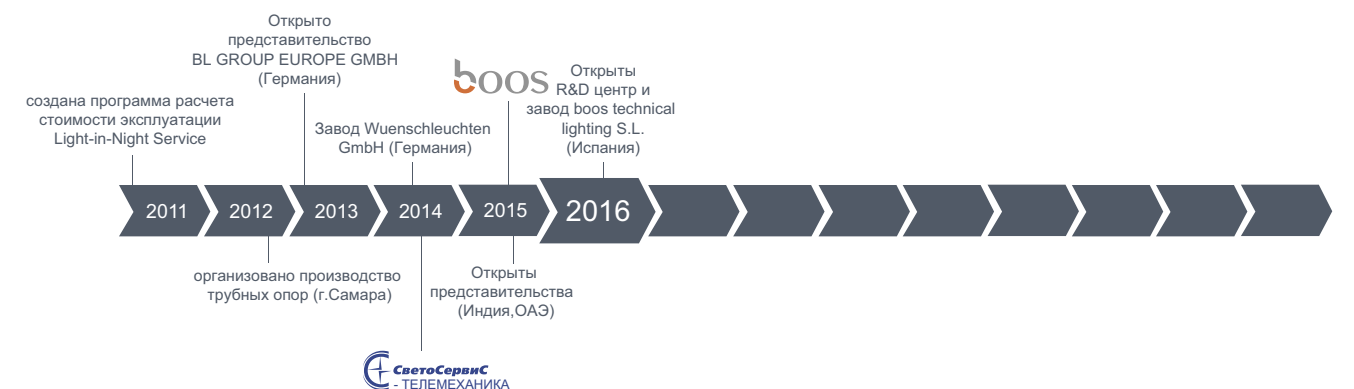 Открыто
представительство
BL GROUP EUROPE GMBH
(Германия)
boos
Открыты
R&D центр и
завод boos technical
lighting S.L.
(Испания)
создана программа расчета
стоимости эксплуатации
Light-in-Night Service
Завод Wuenschleuchten
GmbH (Германия)
2011
2012
2013
2014
2015
2016
организовано производство
трубных опор (г.Самара)
Открыты
представительства
(Индия,ОАЭ)
СветоСервиС
- ТЕЛЕМЕХАНИКА